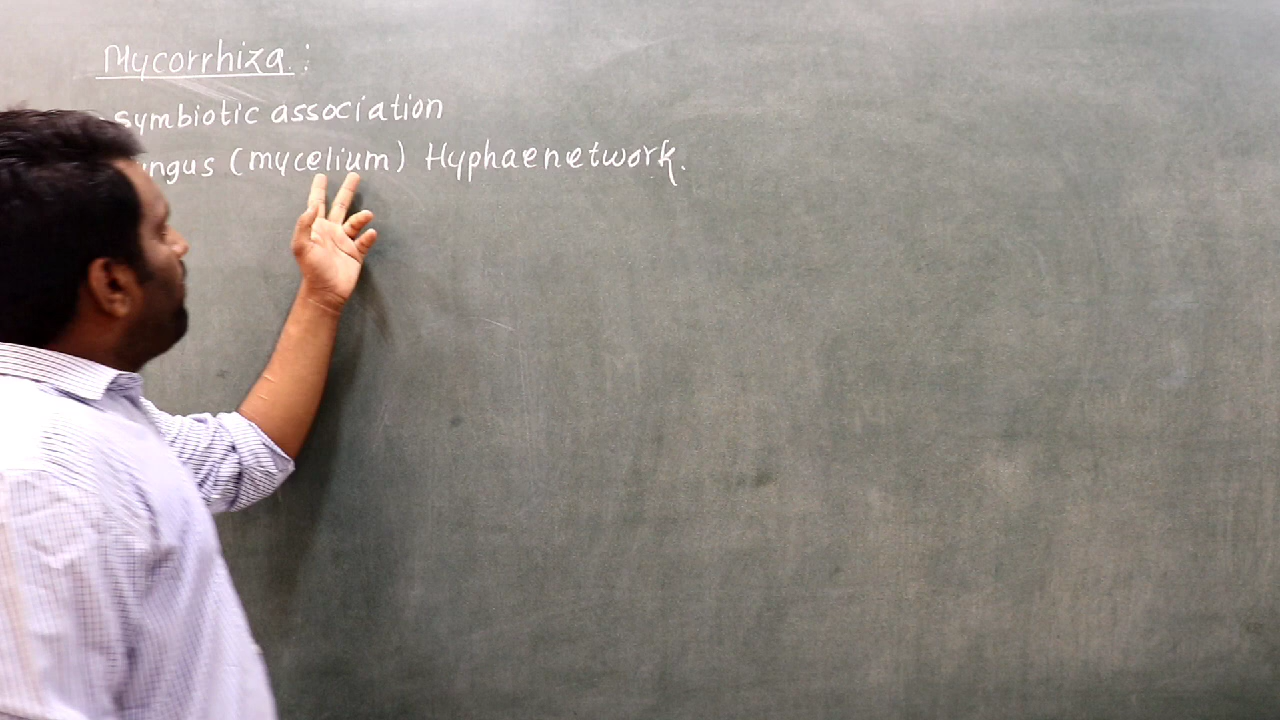 Mycorrhiza :
symbiotic association
(mycelium) Hyphaenetwork.